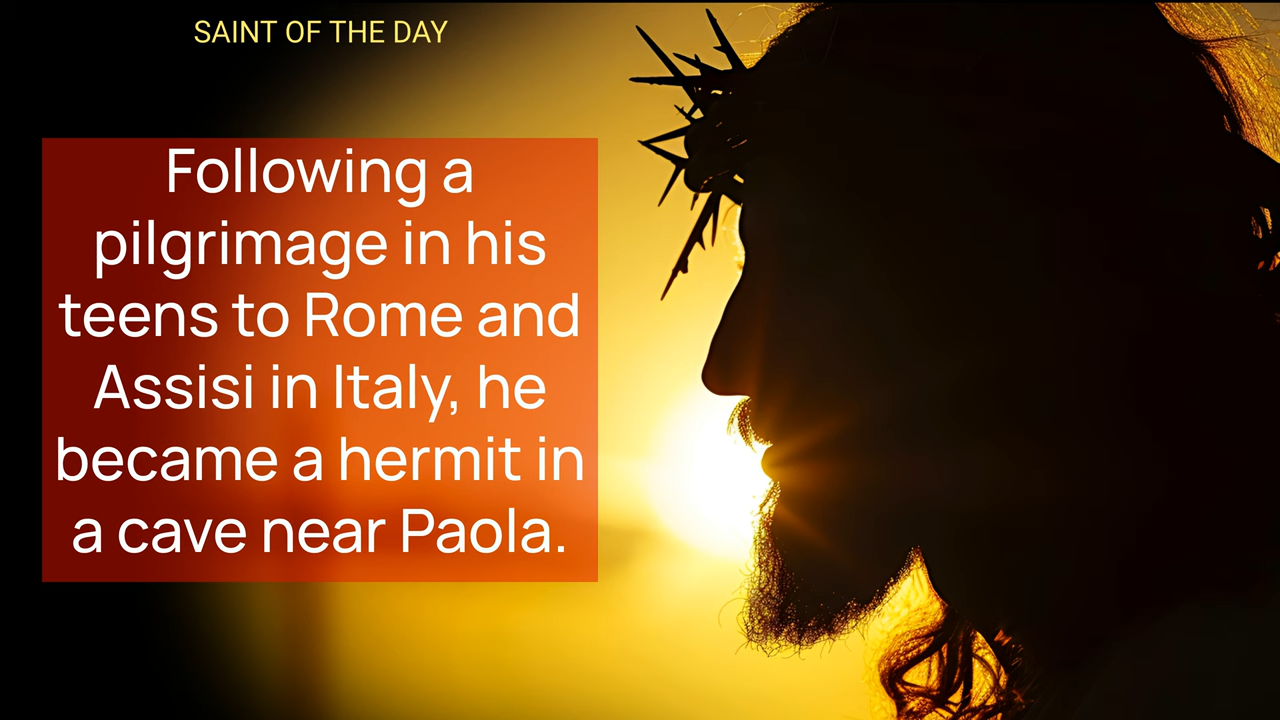 SAINT OF THE DAY
Following a
pilgrimage in his
teens to Rome and
Assisi in Italy, he
became a hermit in
a cave near Paola.